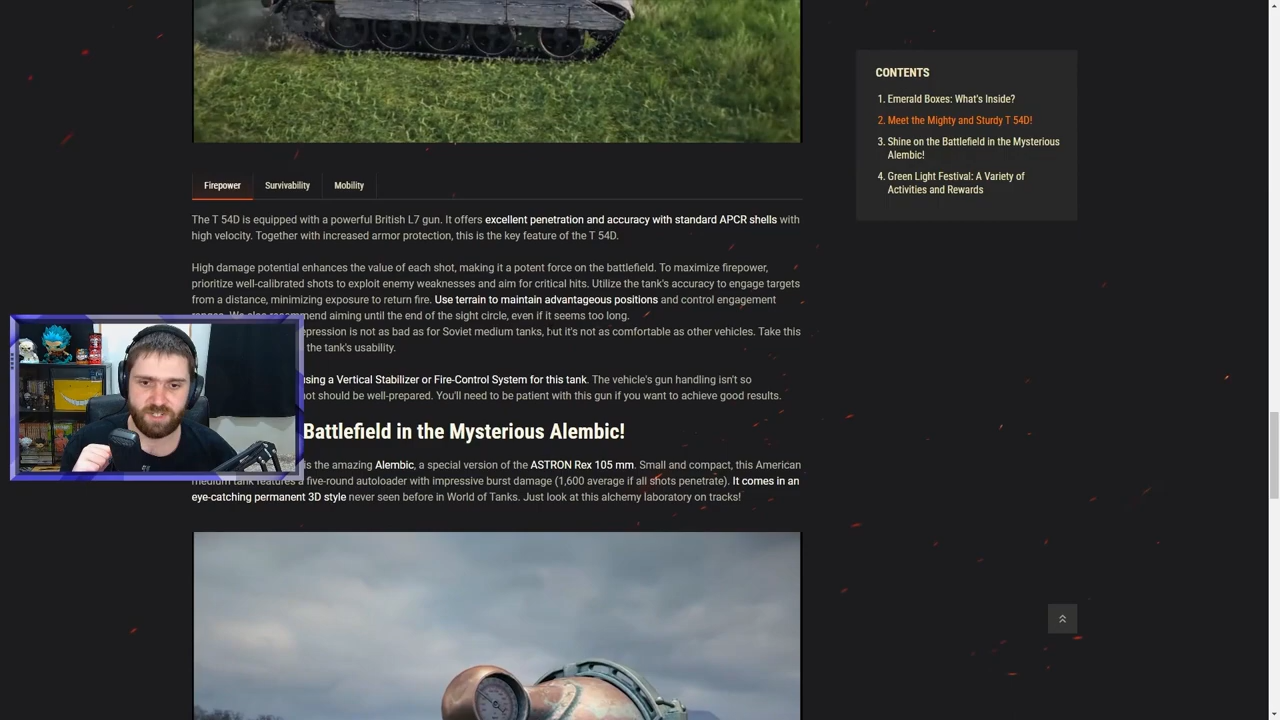 CONTENTS
1. Emerald Boxes: What's Inside?
2. Meet the Mighty and Sturdy T 54D!
3. Shine on the Battlefield in the Mysterious
Alembic!
4. Green Light Festival: A Variety of
Activities and Rewards
Firepower Survivability Mobility
The T 54D is equipped with a powerful British L7 gun. It offers excellent penetration and accuracy with standard APCR shells with
high velocity. Together with increased armor protection, this is the key feature of the T 54D.
High damage potential enhances the value of each shot, making it a potent force on the battlefield. To maximize firepower,
prioritize well-calibrated shots to exploit enemy weaknesses and aim for critical hits. Utilize the tank's accuracy to engage targets
from a distance, minimizing exposure to return fire. Use terrain to maintain advantageous positions and control engagement
ranges. We also recommend aiming until the end of the sight circle, even if it seems too long.
epression is not as bad as for Soviet medium tanks, but it's not as comfortable as other vehicles. Take this
the tank's usability.
using a Vertical Stabilizer or Fire-Control System for this tank. The vehicle's gun handling isn't so
ot should be well-prepared. You'll need to be patient with this gun if you want to achieve good results.
Battlefield in the Mysterious Alembic!
is the amazing Alembic, a special version of the ASTRON Rex 105 mm. Small and compact, this American
medium tank features a five-round autoloader with impressive burst damage (1,600 average if all shots penetrate). It comes in an
eye-catching permanent 3D style never seen before in World of Tanks. Just look at this alchemy laboratory on tracks!